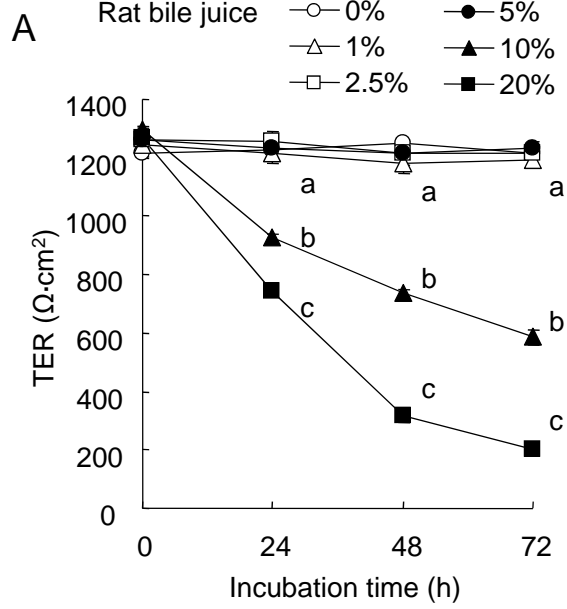 A
Rat bile juice
0%
5%
1%
10%
2.5%
20%
TER (Ω·cm²)
1400
1200
1000
800
600
400
200
0
a
a
a
b
b
b
c
c
c
0
24
48
72
Incubation time (h)